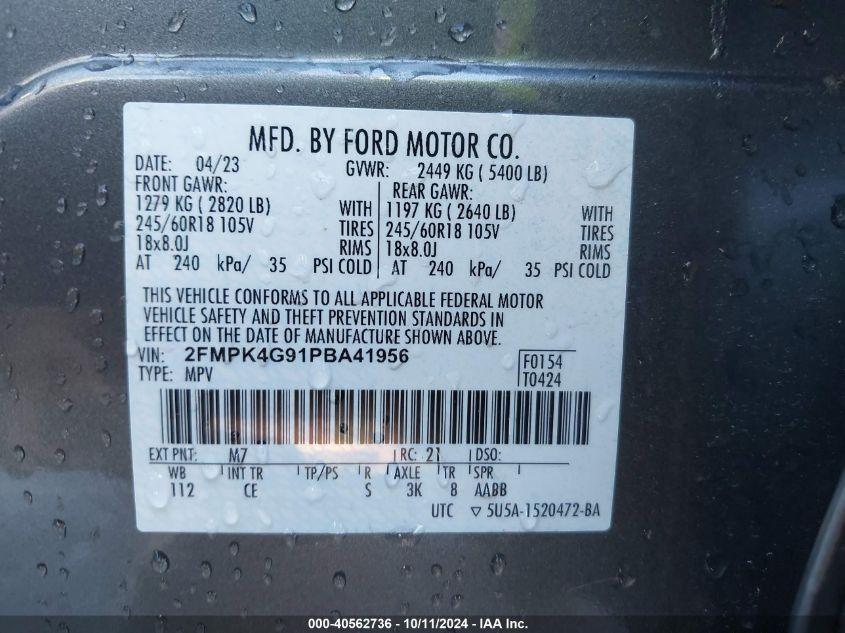 MFD. BY FORD MOTOR CO.
DATE: 04/23 GVWR: 2449 KG ( 5400 LB)
FRONT GAWR: REAR GAWR:
1279 KG ( 2820 LB) WITH 1197 KG ( 2640 LB) WITH
245/60R18 105V TIRES 245/60R18 105V TIRES
18x8.0J RIMS 18x8.0J RIMS
AT 240 kPa/ 35 PSI COLD AT 240 kPa/ 35 PSI COLD
THIS VEHICLE CONFORMS TO ALL APPLICABLE FEDERAL MOTOR
VEHICLE SAFETY AND THEFT PREVENTION STANDARDS IN
EFFECT ON THE DATE OF MANUFACTURE SHOWN ABOVE.
VIN: 2FMPK4G91PBA41956 F0154
TYPE: MPV T0424
EXT PNT: M7 RC: 21 DSO:
WB INT TR TP/PS R AXLE TR SPR
112 CE S 3K 8 AABB
UTC ▽ 5U5A-1520472-BA
000-40562736 - 10/11/2024 - IAA Inc.